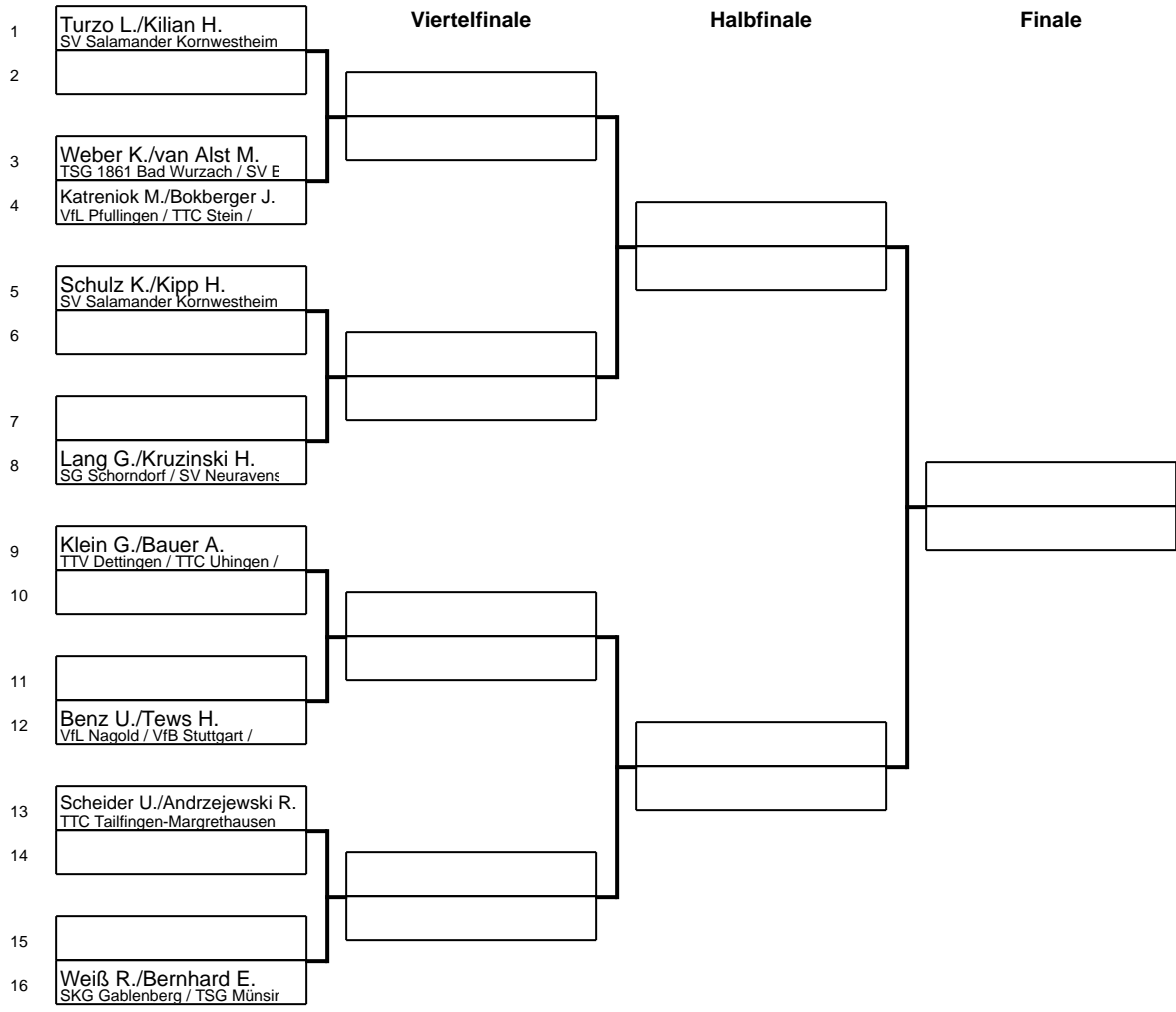 Viertelfinale
Halbfinale
Finale
1
Turzo L./Kilian H.
SV Salamander Kornwestheim
2
3
Weber K./van Alst M.
TSG 1861 Bad Wurzach / SV
4
Katreniok M./Bokberger J.
VfL Pfullingen / TTC Stein /
5
Schulz K./Kipp H.
SV Salamander Kornwestheim
6
7
8
Lang G./Kruzinski H.
SG Schorndorf / SV Neuravens
9
Klein G./Bauer A.
TTV Dettingen / TTC Uhingen /
10
11
12
Benz U./Tews H.
VfL Nagold / VfB Stuttgart /
13
Scheider U./Andrzejewski R.
TTC Tailfingen-Margrethausen
14
15
16
Weiß R./Bernhard E.
SKG Gablenberg / TSG